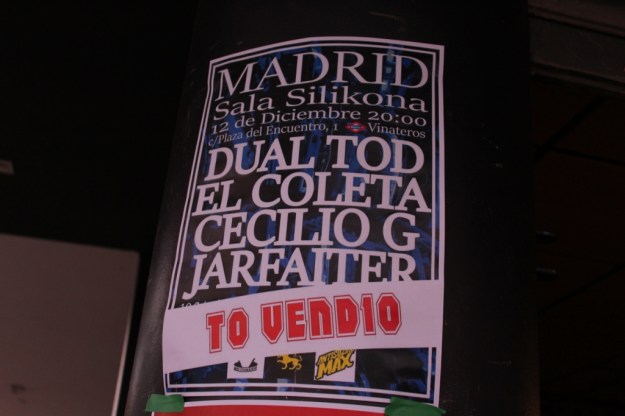 MADRID
Sala Silikona
12 de Diciembre 20:00
c/Plaza del Encuentro, 1 Vinateros
DUAL TOD
EL COLETA
CECILIO G
JARFAITER
TO VENDIO
MAX